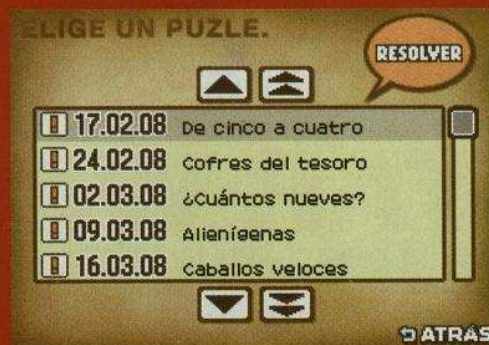 ELIGE UN PUZLE.
RESOLVER
17.02.08 De cinco a cuatro
24.02.08 Cofres del tesoro
02.03.08 ¿Cuántos nueves?
09.03.08 Alienígenas
16.03.08 Caballos veloces
ATRÁS